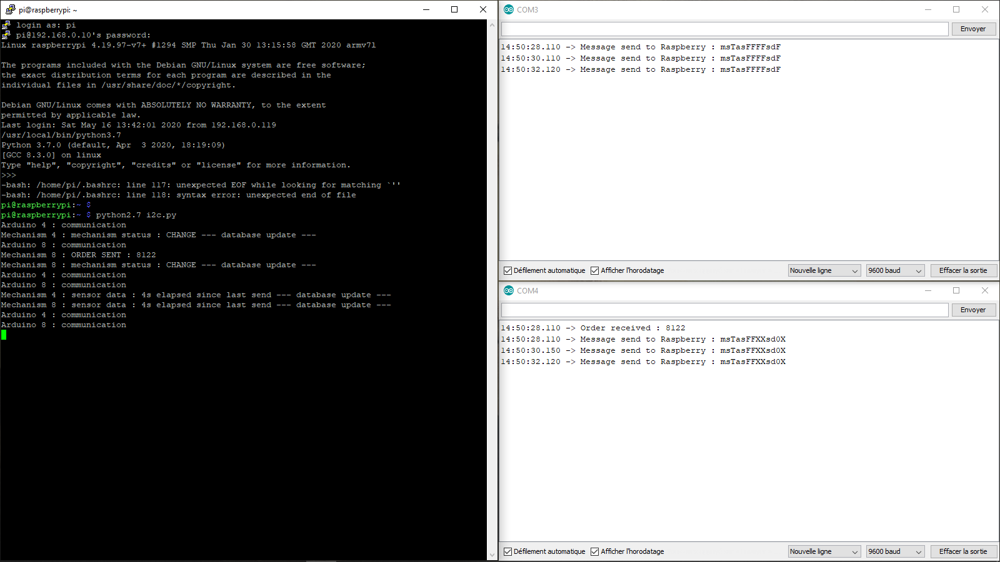 pi@raspberrypi: ~
login as: pi
pi@192.168.0.10's password:
Linux raspberrypi 4.19.97-v7+ #1294 SMP Thu Jan 30 13:15:58 GMT 2020 armv7l
The programs included with the Debian GNU/Linux system are free software;
the exact distribution terms for each program are described in the
individual files in /usr/share/doc/*/copyright.
Debian GNU/Linux comes with ABSOLUTELY NO WARRANTY, to the extent
permitted by applicable law.
Last login: Sat May 16 13:42:01 2020 from 192.168.0.119
/usr/local/bin/python3.7
Python 3.7.0 (default, Apr  3 2020, 18:19:09)
[GCC 8.3.0] on linux
Type "help", "copyright", "credits" or "license" for more information.
>>>
-bash: /home/pi/.bashrc: line 117: unexpected EOF while looking for matching `''
-bash: /home/pi/.bashrc: line 118: syntax error: unexpected end of file
pi@raspberrypi:~ $
pi@raspberrypi:~ $ python2.7 i2c.py
Arduino 4 : communication
Mechanism 4 : mechanism status : CHANGE --- database update ---
Arduino 8 : communication
Mechanism 8 : ORDER SENT : 8122
Mechanism 8 : mechanism status : CHANGE --- database update ---
Arduino 4 : communication
Arduino 8 : communication
Mechanism 4 : sensor data : 4s elapsed since last send --- database update ---
Mechanism 8 : sensor data : 4s elapsed since last send --- database update ---
Arduino 4 : communication
Arduino 8 : communication
COM3
Envoyer
14:50:28.110 -> Message send to Raspberry : msTasFFFFsdF
14:50:30.110 -> Message send to Raspberry : msTasFFFFsdF
14:50:32.120 -> Message send to Raspberry : msTasFFFFsdF
Défilement automatique Afficher l'horodatage Nouvelle ligne 9600 baud Effacer la sortie
COM4
Envoyer
14:50:28.110 -> Order received : 8122
14:50:28.110 -> Message send to Raspberry : msTasFFXXsd0X
14:50:30.150 -> Message send to Raspberry : msTasFFXXsd0X
14:50:32.120 -> Message send to Raspberry : msTasFFXXsd0X
Défilement automatique Afficher l'horodatage Nouvelle ligne 9600 baud Effacer la sortie